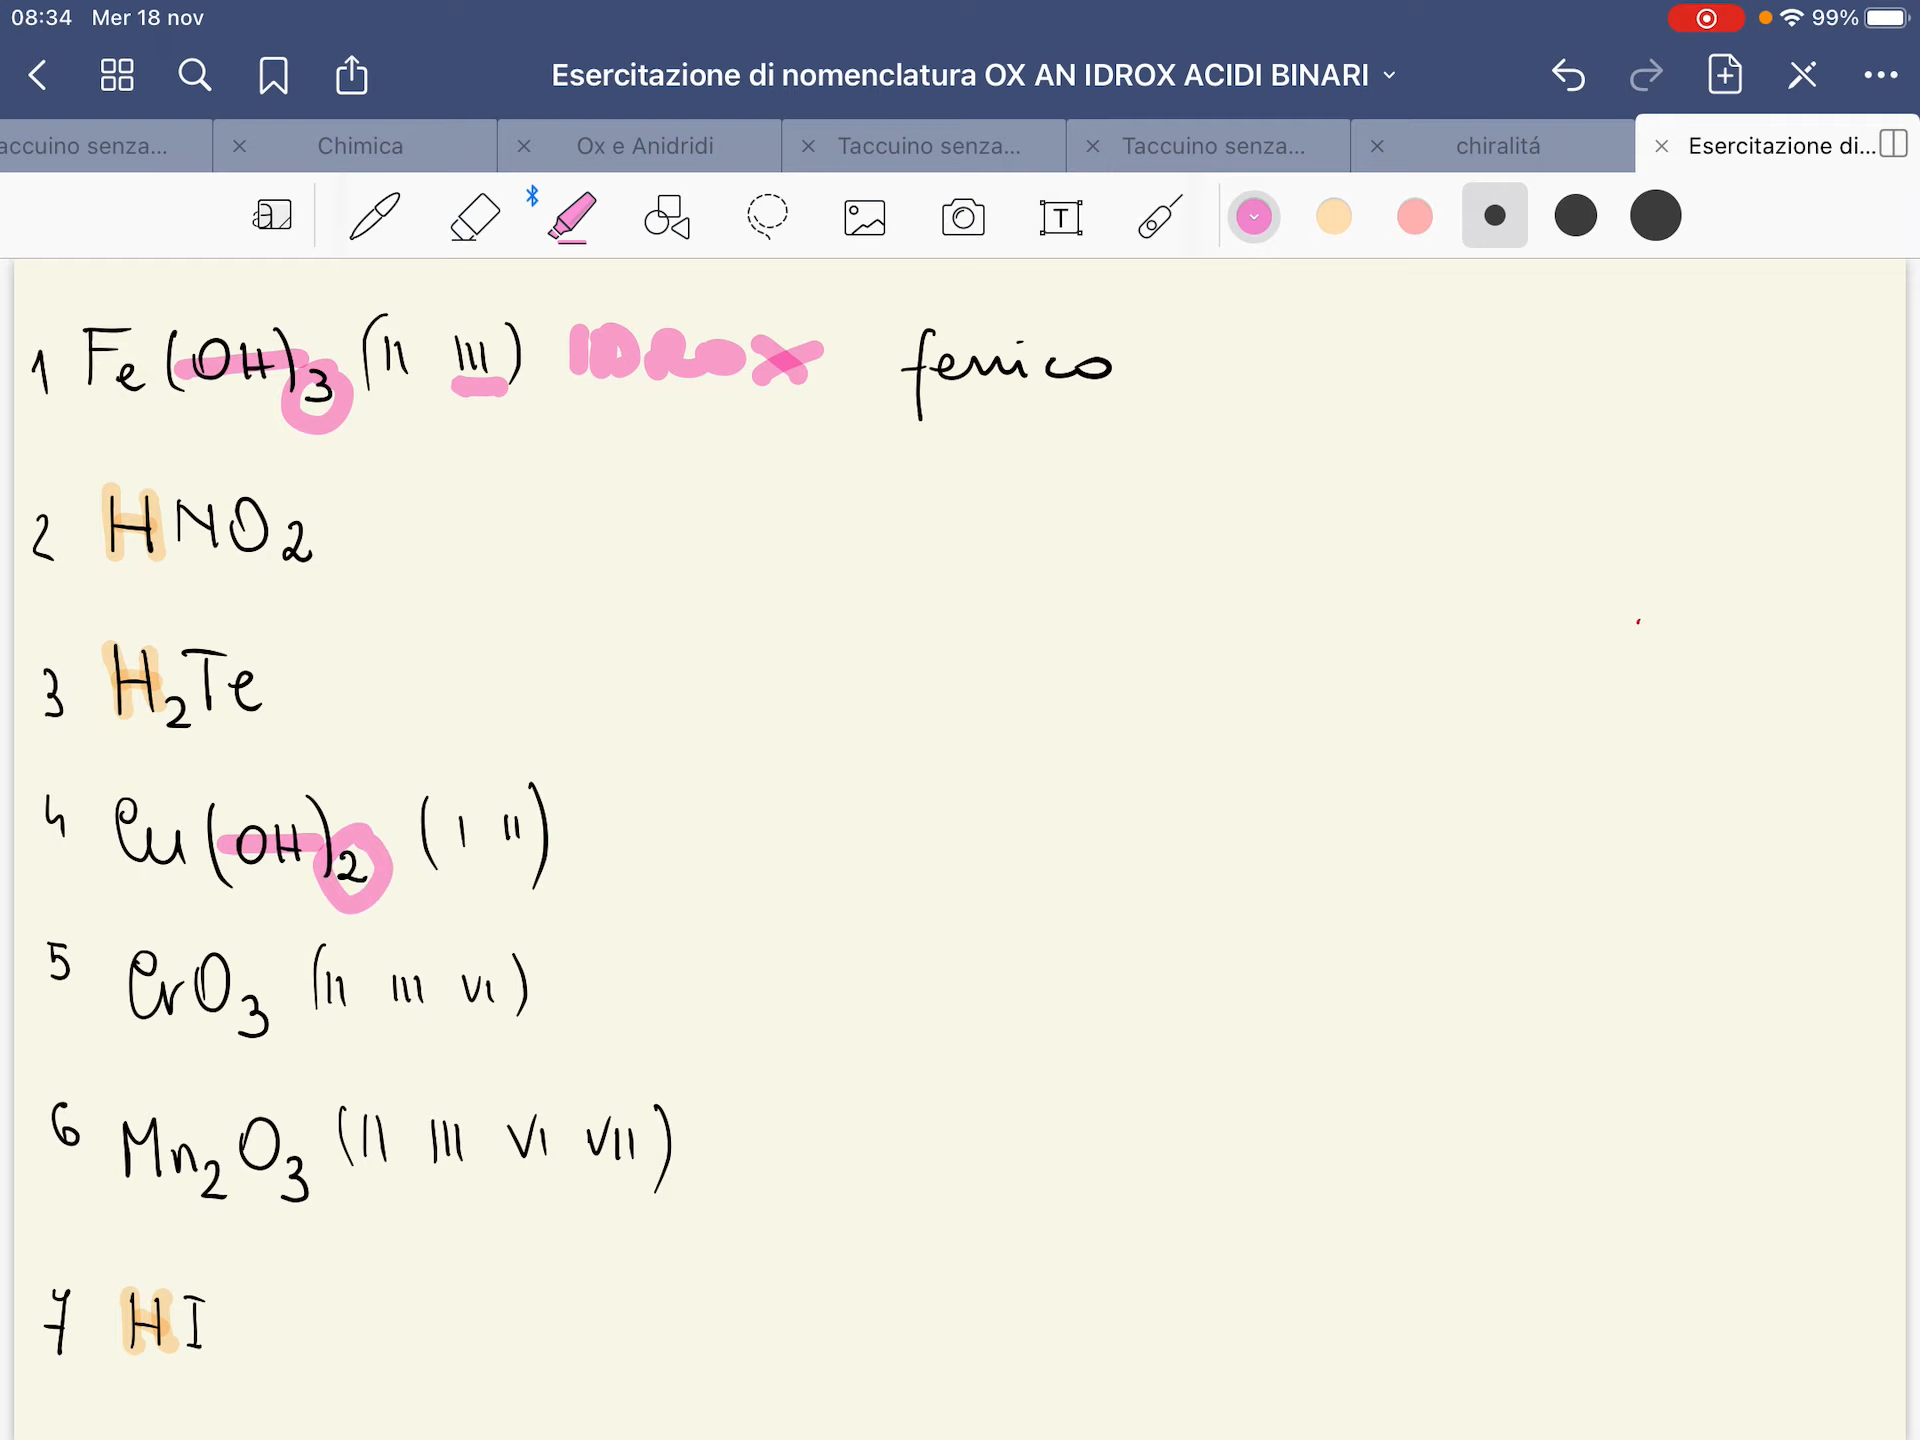 08:34 Mer 18 nov 99%
Esercitazione di nomenclatura OX AN IDROX ACIDI BINARI
accuino senza... Chimica Ox e Anidridi Taccuino senza... Taccuino senza... chiralitá Esercitazione di...
1 Fe(OH)3 (II III) IDROX ferrico
2 HNO2
3 H2Te
4 Cu(OH)2 (I II)
5 CrO3 (II III VI)
6 Mn2O3 (II III VI VII)
7 HI